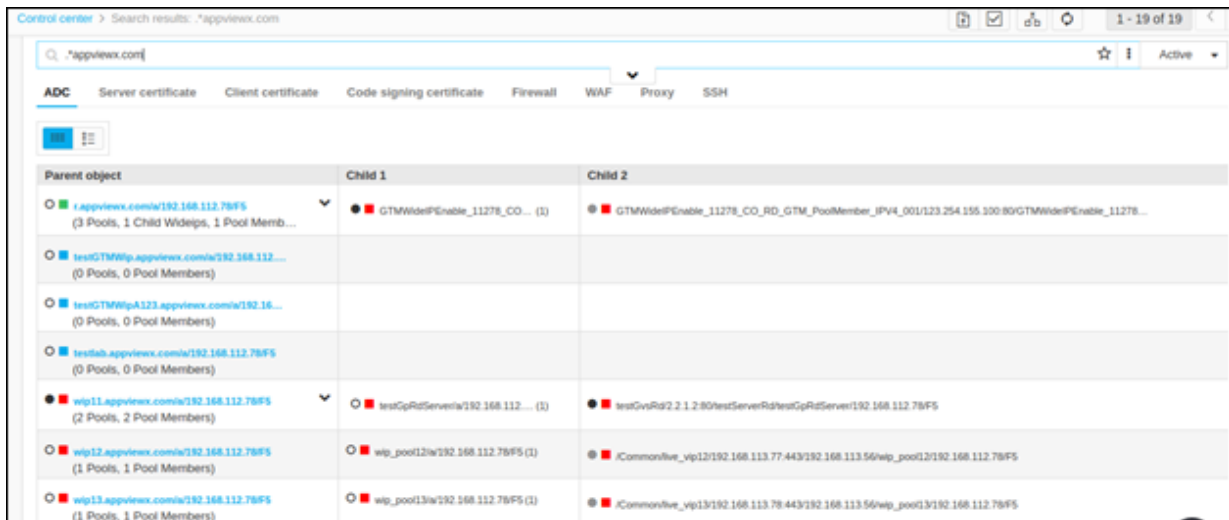 Control center > Search results: .*appviewx.com
1 - 19 of 19
.*appviewx.com
Active
ADC Server certificate Client certificate Code signing certificate Firewall WAF Proxy SSH
Parent object Child 1 Child 2
r.appviewx.com/a/192.168.112.78/F5
(3 Pools, 1 Child Wideips, 1 Pool Memb...
GTMWideIPEnable_11278_CO... (1)
GTMWideIPEnable_11278_CO_RD_GTM_PoolMember_IPV4_001/123.254.155.100:80/GTMWideIPEnable_11278...
testGTMWip.appviewx.com/a/192.168.112....
(0 Pools, 0 Pool Members)
testGTMWipA123.appviewx.com/a/192.16...
(0 Pools, 0 Pool Members)
testlab.appviewx.com/a/192.168.112.78/F5
(0 Pools, 0 Pool Members)
wip11.appviewx.com/a/192.168.112.78/F5
(2 Pools, 2 Pool Members)
testGpRdServer/a/192.168.112.... (1)
testGvsRd/2.2.1.2:80/testServerRd/testGpRdServer/192.168.112.78/F5
wip12.appviewx.com/a/192.168.112.78/F5
(1 Pools, 1 Pool Members)
wip_pool12/a/192.168.112.78/F5 (1)
/Common/live_vip12/192.168.113.77:443/192.168.113.56/wip_pool12/192.168.112.78/F5
wip13.appviewx.com/a/192.168.112.78/F5
(1 Pools, 1 Pool Members)
wip_pool13/a/192.168.112.78/F5 (1)
/Common/live_vip13/192.168.113.78:443/192.168.113.56/wip_pool13/192.168.112.78/F5